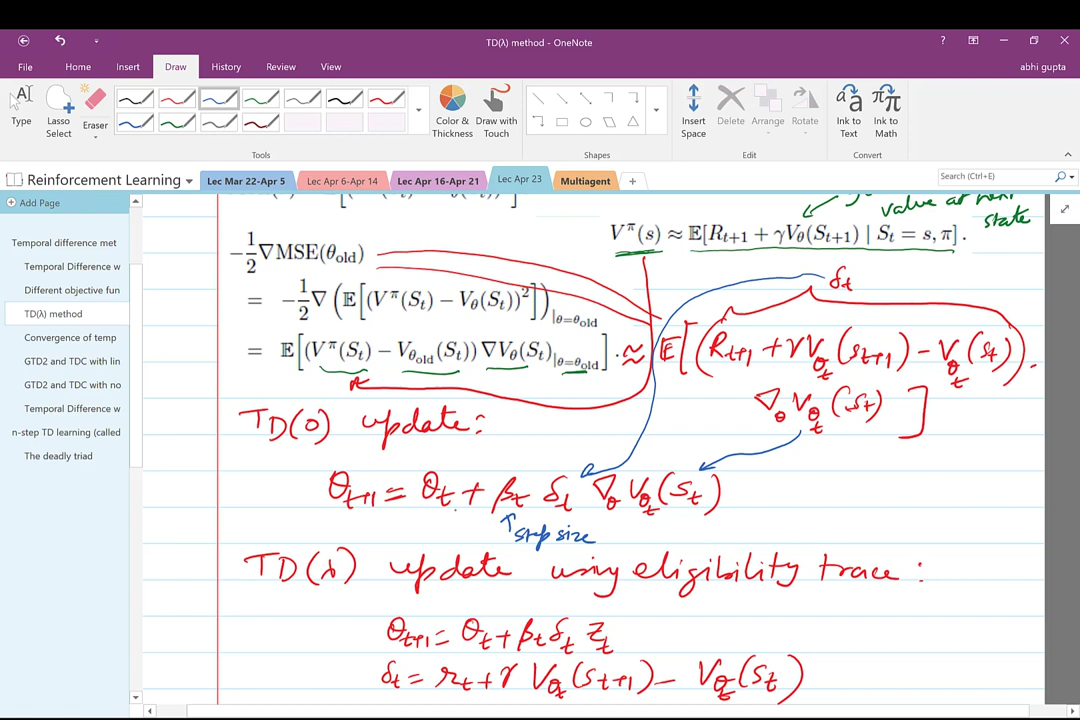 TD(λ) method - OneNote
File Home Insert Draw History Review View abhi gupta
Type Lasso Select Eraser Color & Thickness Draw with Touch Insert Space Delete Arrange Rotate Ink to Text Ink to Math
Tools Shapes Edit Convert
Reinforcement Learning Lec Mar 22-Apr 5 Lec Apr 6-Apr 14 Lec Apr 16-Apr 21 Lec Apr 23 Multiagent + Search (Ctrl+E)
Add Page
Temporal difference met
Temporal Difference w
Different objective fun
TD(λ) method
Convergence of temp
GTD2 and TDC with lin
GTD2 and TDC with no
Temporal Difference w
n-step TD learning (called
The deadly triad
value at next
state
V^π(s) ≈ 𝔼[R_{t+1} + γV_θ(S_{t+1}) | S_t = s, π].
−1/2 ∇MSE(θ_old)
δ_t
= −1/2 ∇ (𝔼[(V^π(S_t) − V_θ(S_t))²])_{|θ=θ_old}
= 𝔼[(V^π(S_t) − V_{θ_old}(S_t)) ∇V_θ(S_t)_{|θ=θ_old}]. ≈ E[(R_{t+1} + γV_{θ_t}(S_{t+1}) − V_{θ_t}(S_t)).
∇_θ V_{θ_t}(S_t)]
TD(0) update:
θ_{t+1} = θ_t + β_t δ_t ∇_θ V_{θ_t}(S_t)
↑ step size
TD(λ) update using eligibility trace:
θ_{t+1} = θ_t + β_t δ_t z_t
δ_t = r_t + γ V_{θ_t}(S_{t+1}) − V_{θ_t}(S_t)